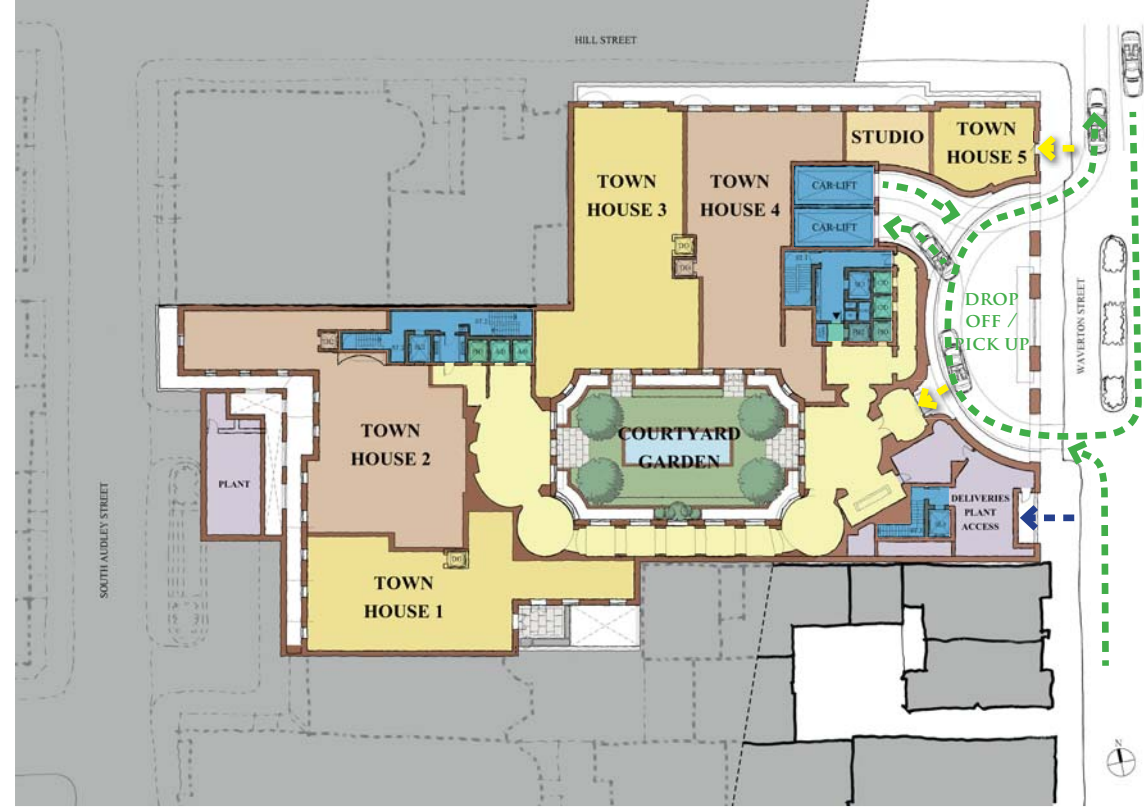 HILL STREET
STUDIO
TOWN
HOUSE 5
TOWN
HOUSE 3
TOWN
HOUSE 4
CAR-LIFT
CAR-LIFT
DROP
OFF /
PICK UP
WAVERTON STREET
TOWN
HOUSE 2
COURTYARD
GARDEN
PLANT
DELIVERIES
PLANT
ACCESS
SOUTH AUDLEY STREET
TOWN
HOUSE 1
N